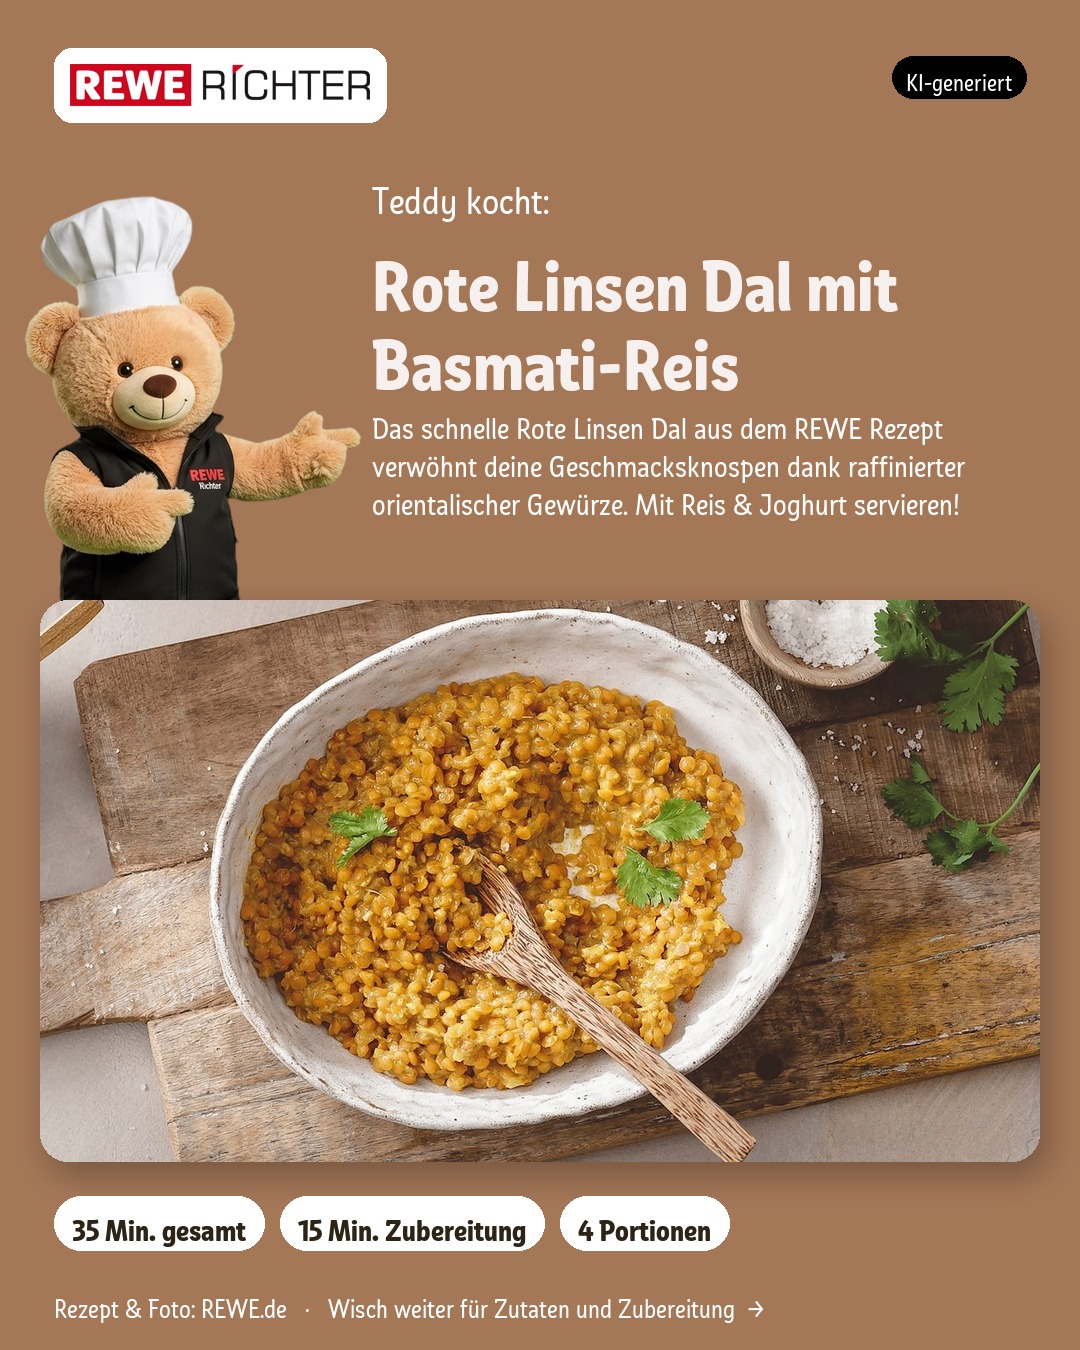 REWE RICHTER
KI-generiert
Teddy kocht:
Rote Linsen Dal mit
Basmati-Reis
Das schnelle Rote Linsen Dal aus dem REWE Rezept
verwöhnt deine Geschmacksknospen dank raffinierter
orientalischer Gewürze. Mit Reis & Joghurt servieren!
REWE
Richter
35 Min. gesamt
15 Min. Zubereitung
4 Portionen
Rezept & Foto: REWE.de · Wisch weiter für Zutaten und Zubereitung →